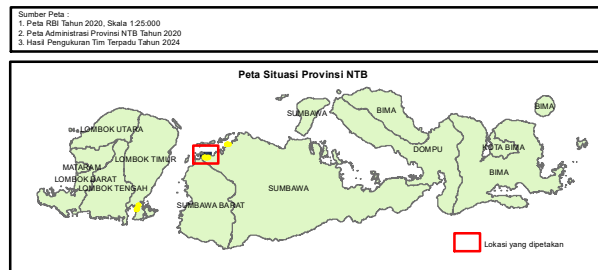 Sumber Peta :
1. Peta RBI Tahun 2020, Skala 1:25:000
2. Peta Administrasi Provinsi NTB Tahun 2020
3. Hasil Pengukuran Tim Terpadu Tahun 2024
Peta Situasi Provinsi NTB
BIMA
SUMBAWA
BIMA
LOMBOK UTARA
KOTA BIMA
DOMPU
MATARAM
LOMBOK TIMUR
LOMBOK BARAT
BIMA
LOMBOK TENGAH
SUMBAWA
SUMBAWA BARAT
Lokasi yang dipetakan